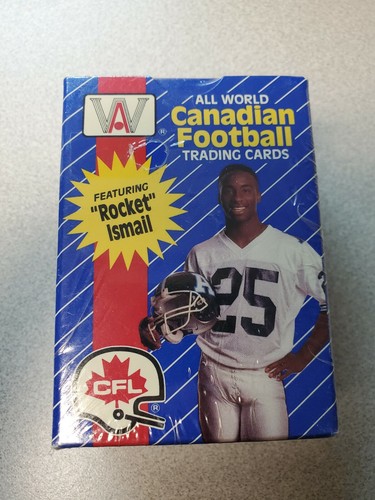 AW
®
ALL WORLD
Canadian
Football
TRADING CARDS
FEATURING
"Rocket"
Ismail
25
CFL
®